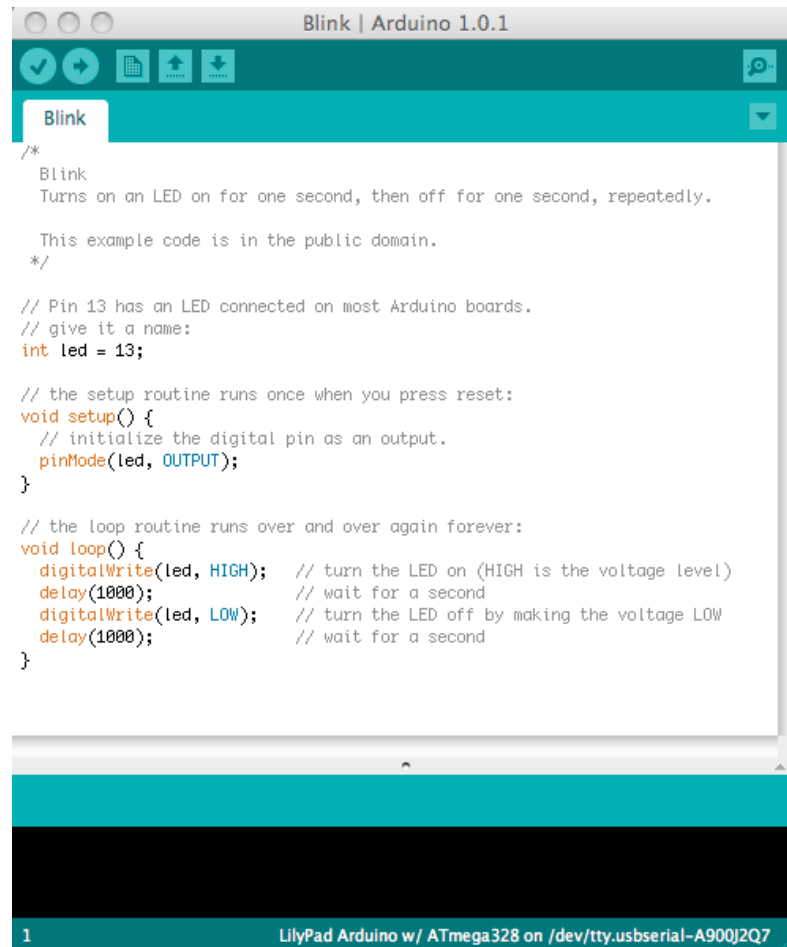 Blink | Arduino 1.0.1
Blink
/*
  Blink
  Turns on an LED on for one second, then off for one second, repeatedly.

  This example code is in the public domain.
 */

// Pin 13 has an LED connected on most Arduino boards.
// give it a name:
int led = 13;

// the setup routine runs once when you press reset:
void setup() {
  // initialize the digital pin as an output.
  pinMode(led, OUTPUT);
}

// the loop routine runs over and over again forever:
void loop() {
  digitalWrite(led, HIGH);   // turn the LED on (HIGH is the voltage level)
  delay(1000);               // wait for a second
  digitalWrite(led, LOW);    // turn the LED off by making the voltage LOW
  delay(1000);               // wait for a second
}
1 LilyPad Arduino w/ ATmega328 on /dev/tty.usbserial-A900J2Q7